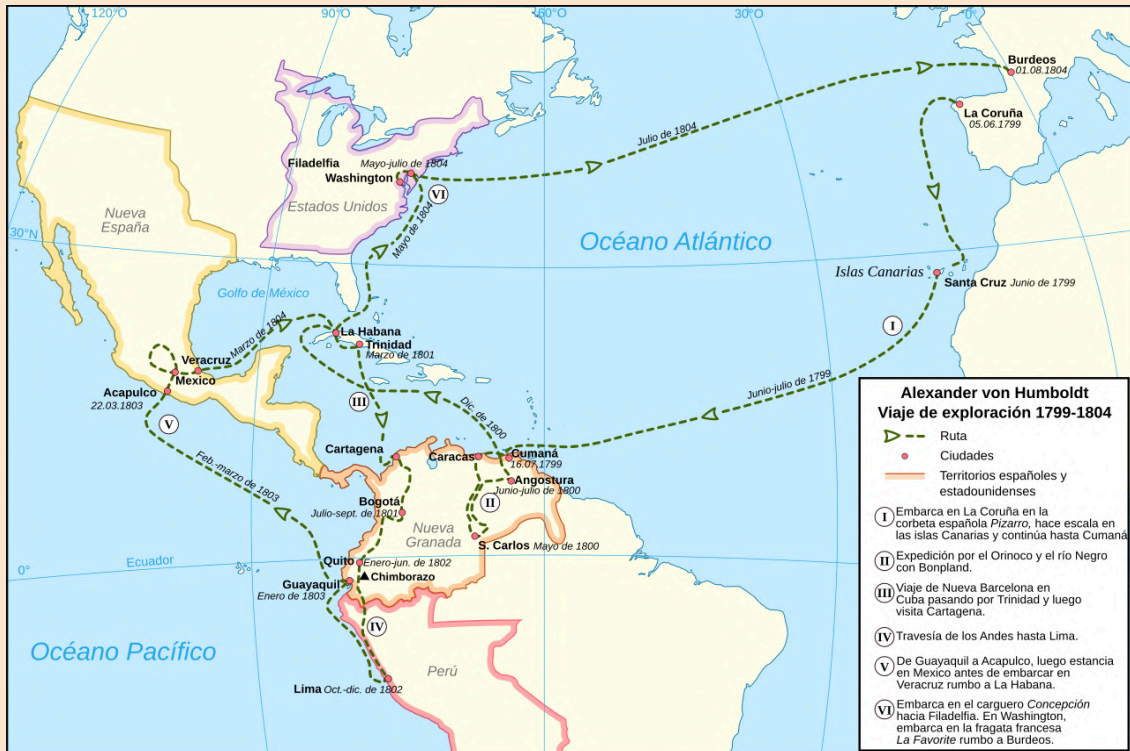 120°O
90°O
60°O
30°O
0°
Burdeos
01.08.1804
La Coruña
05.06.1799
Julio de 1804
Filadelfia
Mayo-julio de 1804
Washington
VI
Estados Unidos
Nueva
España
Mayo de 1804
Océano Atlántico
30°N
Islas Canarias
Santa Cruz Junio de 1799
Golfo de México
I
Marzo de 1804
La Habana
Trinidad
Marzo de 1801
Veracruz
Mexico
Acapulco
22.03.1803
V
III
Dic. de 1800
Junio-julio de 1799
Feb.-marzo de 1803
Cartagena
Caracas
Cumaná
16.07.1799
Angostura
Junio-julio de 1800
II
Bogotá
Julio-sept. de 1801
Nueva
Granada
S. Carlos Mayo de 1800
Ecuador
0°
Quito Enero-jun. de 1802
Chimborazo
Guayaquil
Enero de 1803
IV
Océano Pacífico
Perú
Lima Oct.-dic. de 1802
Alexander von Humboldt
Viaje de exploración 1799-1804
Ruta
Ciudades
Territorios españoles y
estadounidenses
I Embarca en La Coruña en la
corbeta española Pizarro, hace escala en
las islas Canarias y continúa hasta Cumaná
II Expedición por el Orinoco y el río Negro
con Bonpland.
III Viaje de Nueva Barcelona en
Cuba pasando por Trinidad y luego
visita Cartagena.
IV Travesía de los Andes hasta Lima.
V De Guayaquil a Acapulco, luego estancia
en Mexico antes de embarcar en
Veracruz rumbo a La Habana.
VI Embarca en el carguero Concepción
hacia Filadelfia. En Washington,
embarca en la fragata francesa
La Favorite rumbo a Burdeos.